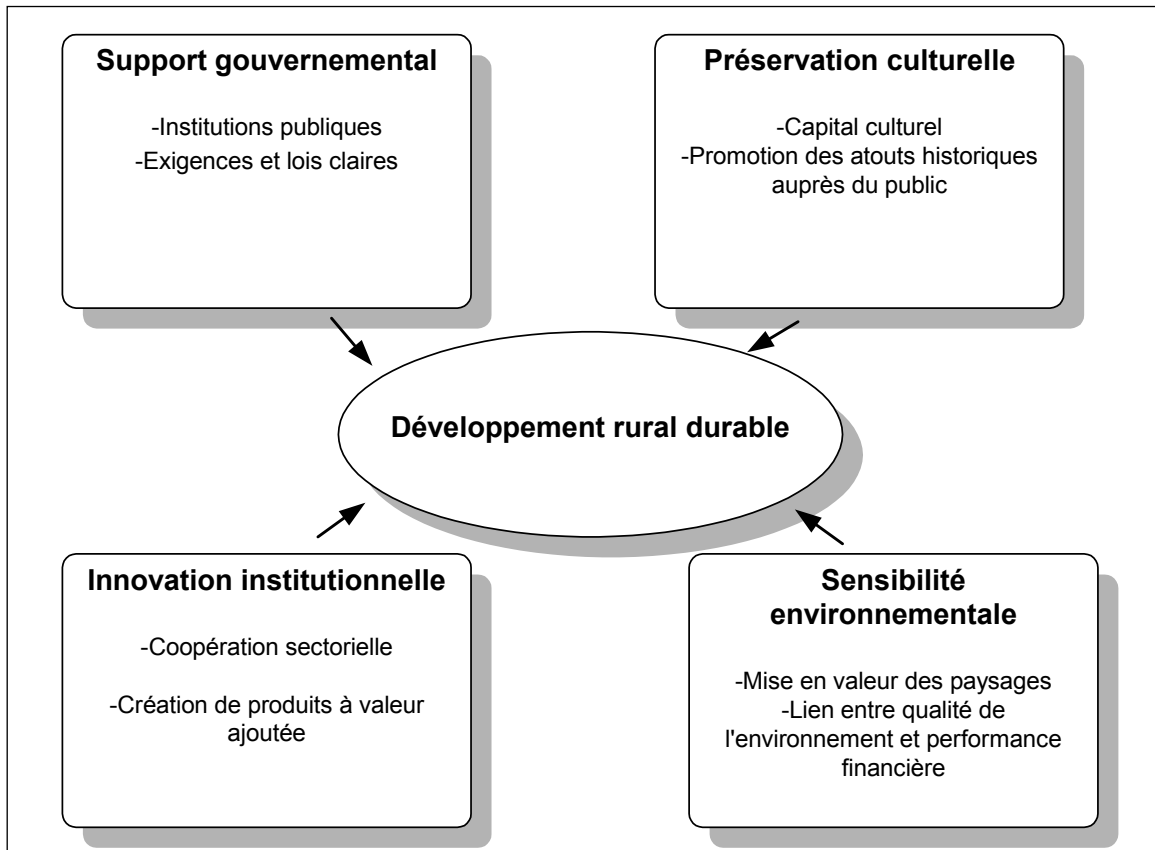 Support gouvernemental
-Institutions publiques
-Exigences et lois claires
Préservation culturelle
-Capital culturel
-Promotion des atouts historiques
auprès du public
Développement rural durable
Innovation institutionnelle
-Coopération sectorielle
-Création de produits à valeur
ajoutée
Sensibilité
environnementale
-Mise en valeur des paysages
-Lien entre qualité de
l'environnement et performance
financière